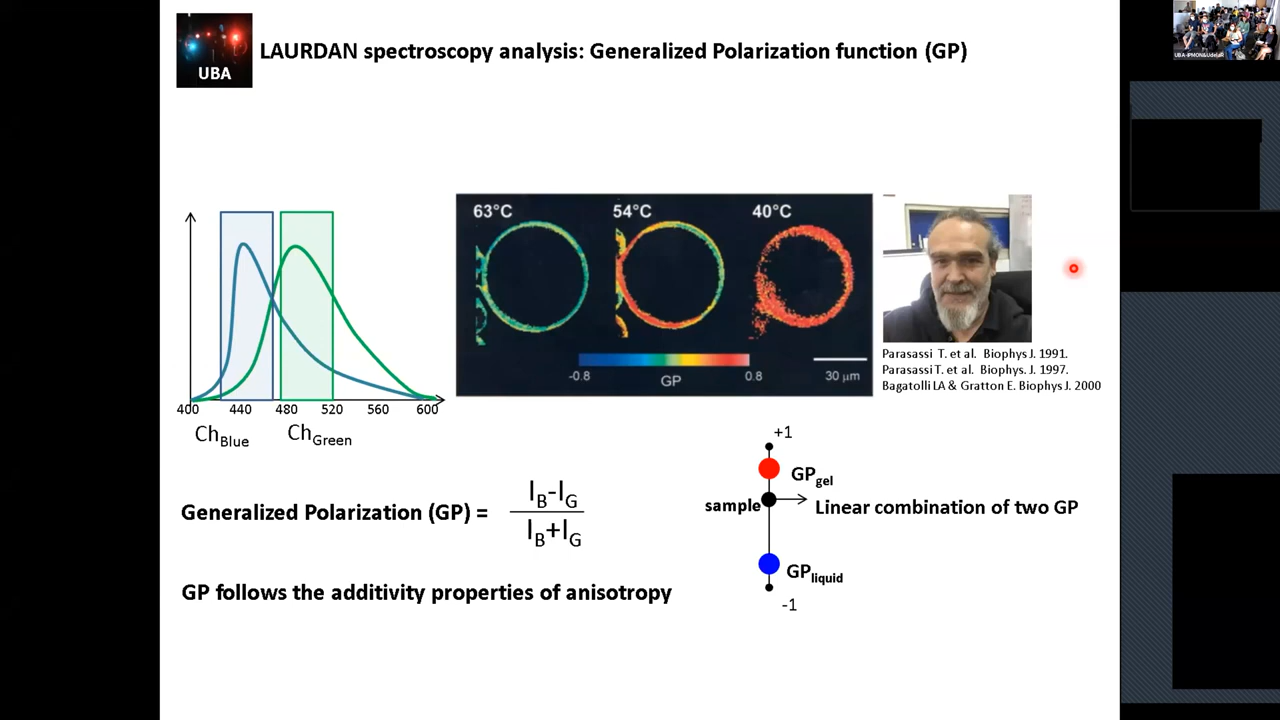 UBA
LAURDAN spectroscopy analysis: Generalized Polarization function (GP)
63°C
54°C
40°C
-0.8
GP
0.8
30 µm
400
440
480
520
560
600
ChBlue
ChGreen
Parasassi T. et al. Biophys J. 1991.
Parasassi T. et al. Biophys. J. 1997.
Bagatolli LA & Gratton E. Biophys J. 2000
Generalized Polarization (GP) =
IB-IG
IB+IG
GP follows the additivity properties of anisotropy
+1
GPgel
sample
Linear combination of two GP
GPliquid
-1